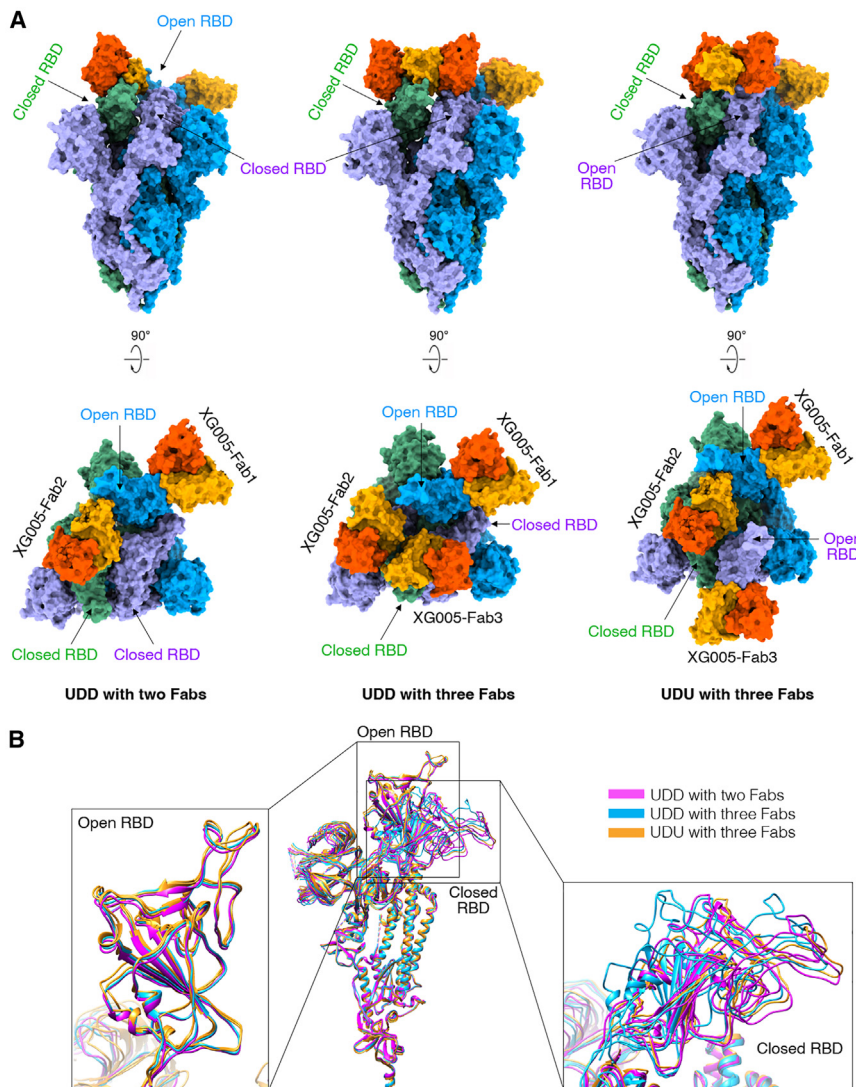 A
Open RBD
Closed RBD
Closed RBD
Closed RBD
Closed RBD
Open
RBD
90°
90°
90°
Open RBD
XG005-Fab1
XG005-Fab2
Closed RBD
Closed RBD
Open RBD
XG005-Fab1
XG005-Fab2
Closed RBD
Closed RBD
XG005-Fab3
Open RBD
XG005-Fab1
XG005-Fab2
Open
RBD
Closed RBD
XG005-Fab3
UDD with two Fabs
UDD with three Fabs
UDU with three Fabs
B
Open RBD
Open RBD
Closed
RBD
UDD with two Fabs
UDD with three Fabs
UDU with three Fabs
Closed RBD